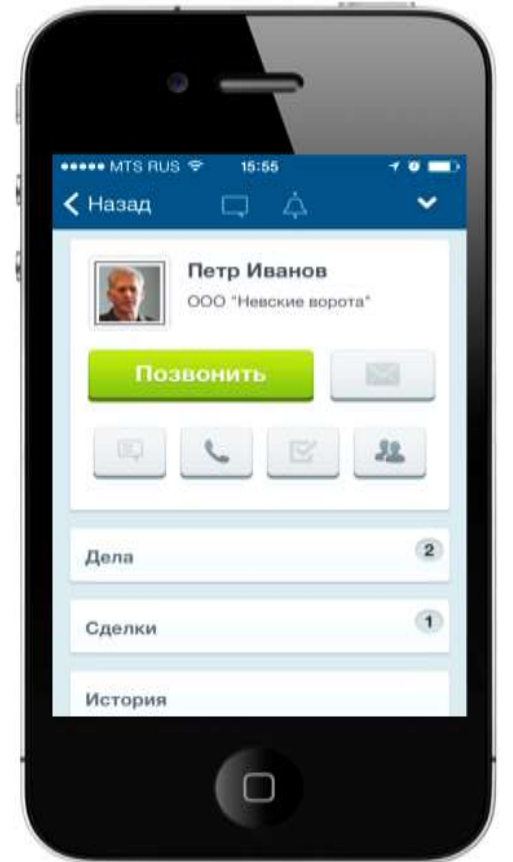 MTS RUS 15:55
Назад
Петр Иванов
ООО "Невские ворота"
Позвонить
Дела 2
Сделки 1
История